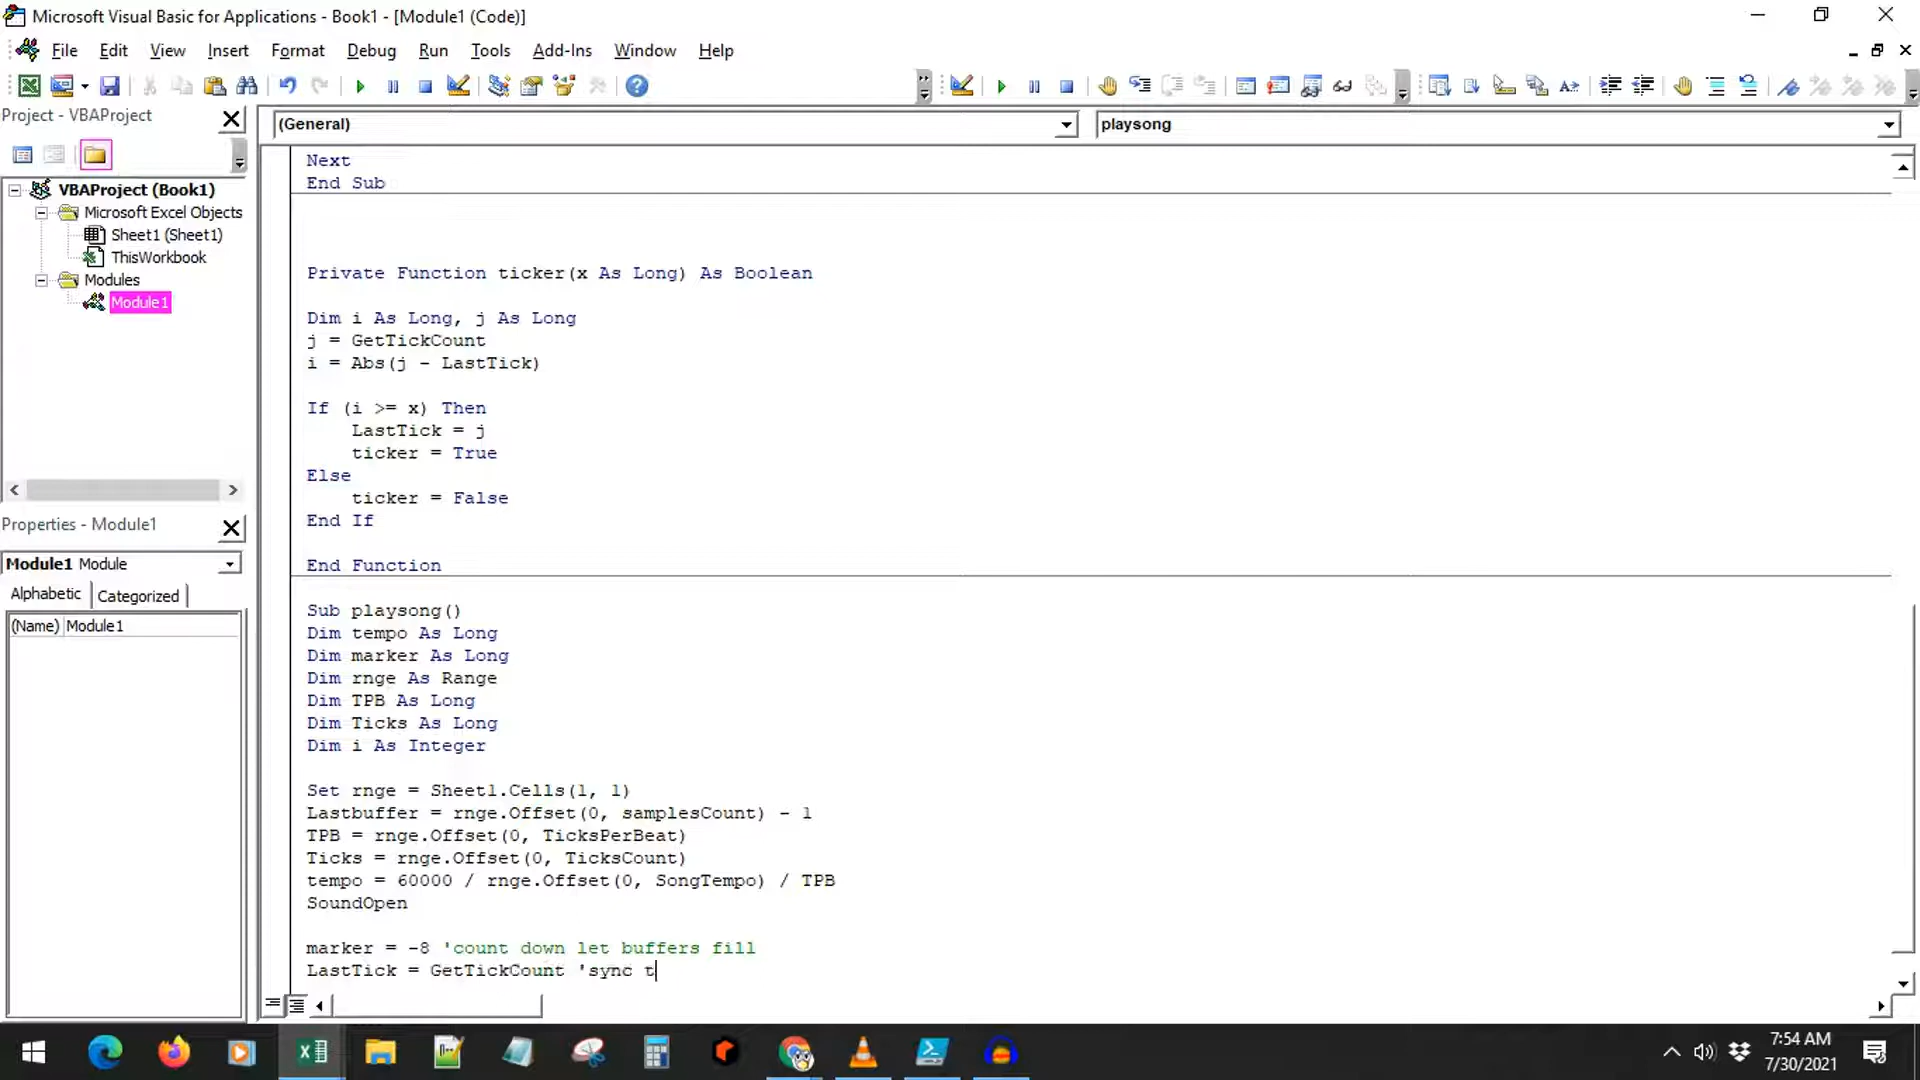 Microsoft Visual Basic for Applications - Book1 - [Module1 (Code)]
File Edit View Insert Format Debug Run Tools Add-Ins Window Help
Project - VBAProject
VBAProject (Book1)
Microsoft Excel Objects
Sheet1 (Sheet1)
ThisWorkbook
Modules
Module1
Properties - Module1
Module1 Module
Alphabetic Categorized
(Name) Module1
(General) playsong
Next
End Sub
Private Function ticker(x As Long) As Boolean
Dim i As Long, j As Long
j = GetTickCount
i = Abs(j - LastTick)
If (i >= x) Then
LastTick = j
ticker = True
Else
ticker = False
End If
End Function
Sub playsong()
Dim tempo As Long
Dim marker As Long
Dim rnge As Range
Dim TPB As Long
Dim Ticks As Long
Dim i As Integer
Set rnge = Sheet1.Cells(1, 1)
Lastbuffer = rnge.Offset(0, samplesCount) - 1
TPB = rnge.Offset(0, TicksPerBeat)
Ticks = rnge.Offset(0, TicksCount)
tempo = 60000 / rnge.Offset(0, SongTempo) / TPB
SoundOpen
marker = -8 'count down let buffers fill
LastTick = GetTickCount 'sync t
7:54 AM
7/30/2021